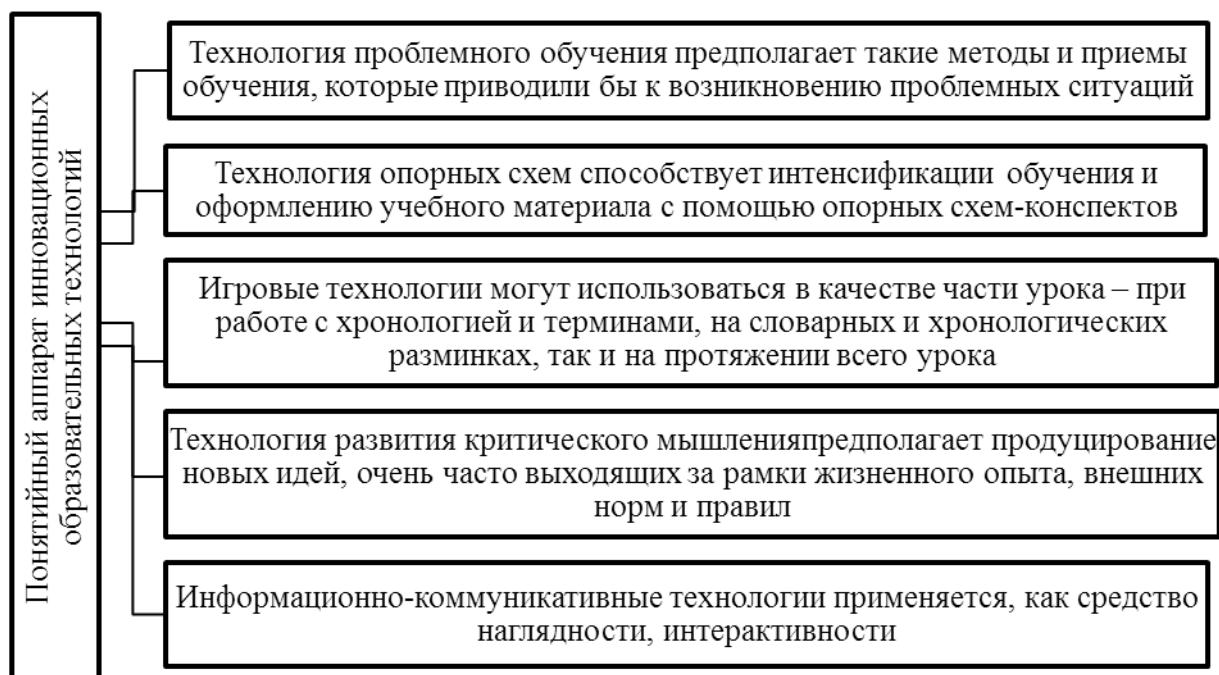 Понятийный аппарат инновационных
образовательных технологий
Технология проблемного обучения предполагает такие методы и приемы
обучения, которые приводили бы к возникновению проблемных ситуаций
Технология опорных схем способствует интенсификации обучения и
оформлению учебного материала с помощью опорных схем-конспектов
Игровые технологии могут использоваться в качестве части урока – при
работе с хронологией и терминами, на словарных и хронологических
разминках, так и на протяжении всего урока
Технология развития критического мышленияпредполагает продуцирование
новых идей, очень часто выходящих за рамки жизненного опыта, внешних
норм и правил
Информационно-коммуникативные технологии применяется, как средство
наглядности, интерактивности